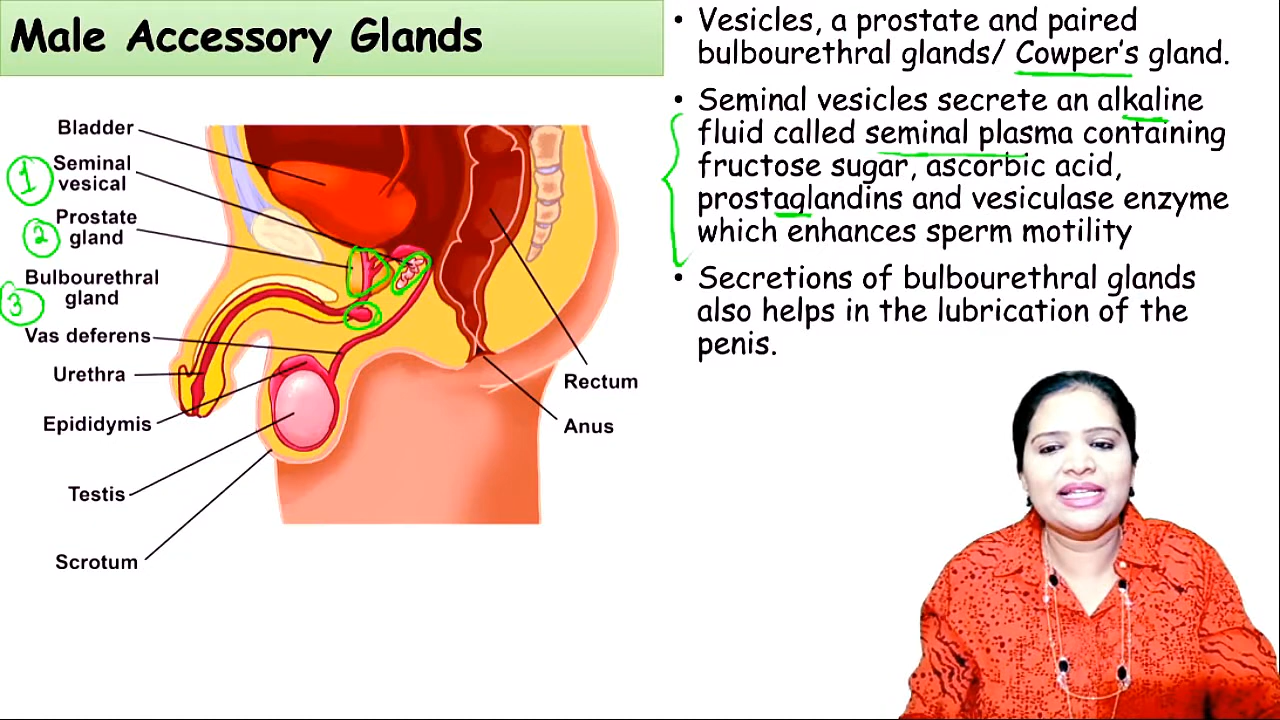 Male Accessory Glands
Bladder
1
Seminal
vesical
2
Prostate
gland
3
Bulbourethral
gland
Vas deferens
Urethra
Epididymis
Testis
Scrotum
Rectum
Anus
• Vesicles, a prostate and paired
bulbourethral glands/ Cowper's gland.
• Seminal vesicles secrete an alkaline
fluid called seminal plasma containing
fructose sugar, ascorbic acid,
prostaglandins and vesiculase enzyme
which enhances sperm motility
• Secretions of bulbourethral glands
also helps in the lubrication of the
penis.